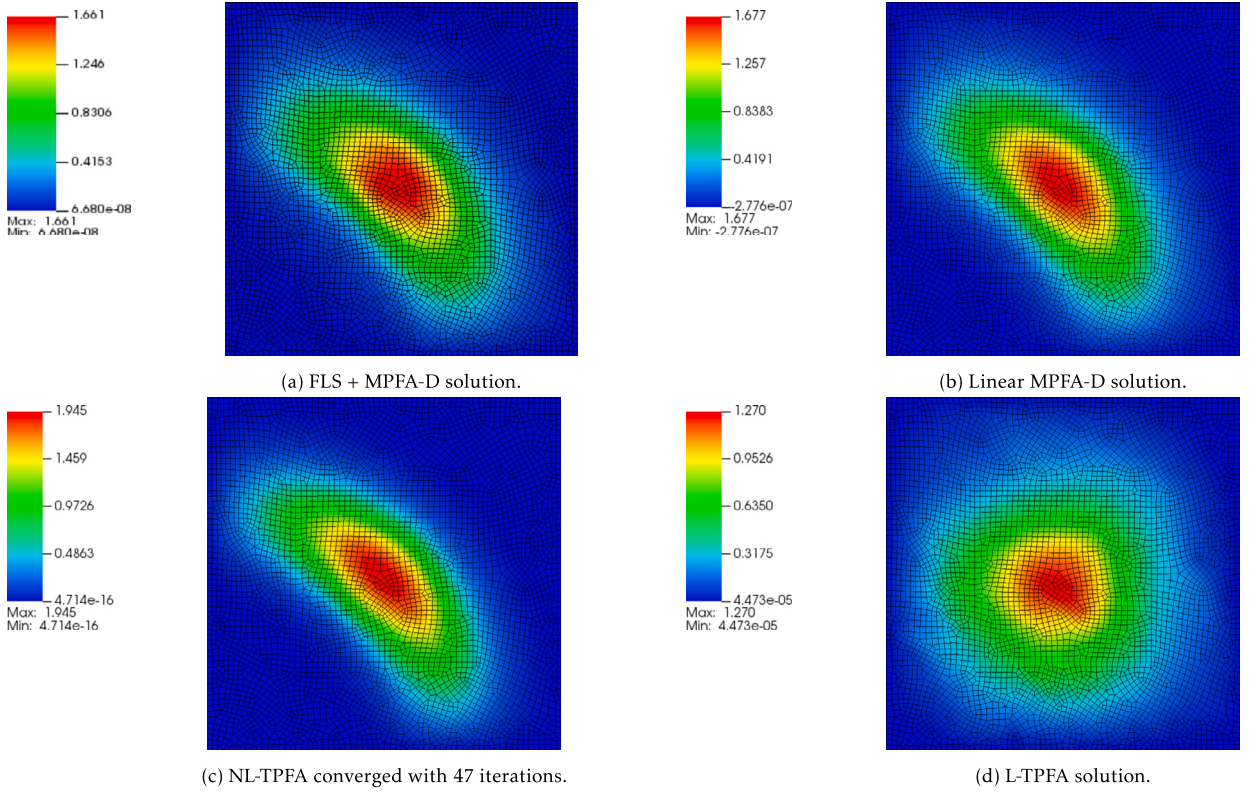 1.661
1.246
0.8306
0.4153
6.680e-08
Max: 1.661
Min: 6.680e-08
1.677
1.257
0.8383
0.4191
-2.776e-07
Max: 1.677
Min: -2.776e-07
(a) FLS + MPFA-D solution.
(b) Linear MPFA-D solution.
1.945
1.459
0.9726
0.4863
4.714e-16
Max: 1.945
Min: 4.714e-16
1.270
0.9526
0.6350
0.3175
4.473e-05
Max: 1.270
Min: 4.473e-05
(c) NL-TPFA converged with 47 iterations.
(d) L-TPFA solution.